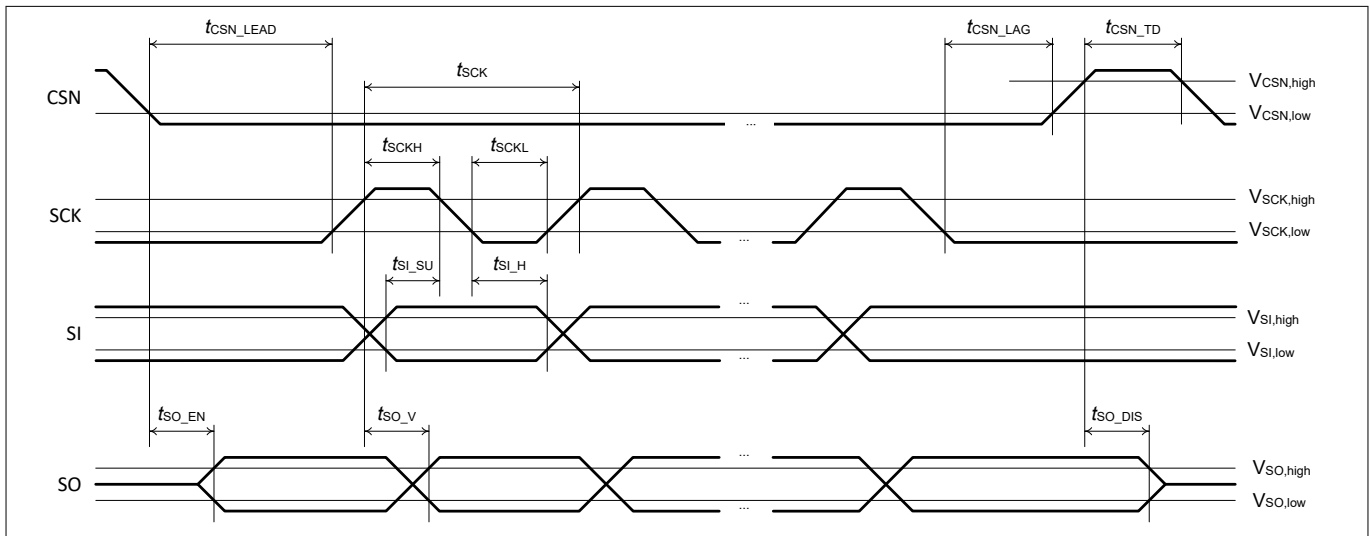 tCSN_LEAD tCSN_LAG tCSN_TD
tSCK
CSN VCSN,high
VCSN,low
...
tSCKH tSCKL
SCK VSCK,high
VSCK,low
...
tSI_SU tSI_H
...
SI VSI,high
VSI,low
...
tSO_EN tSO_V tSO_DIS
...
SO VSO,high
VSO,low
...